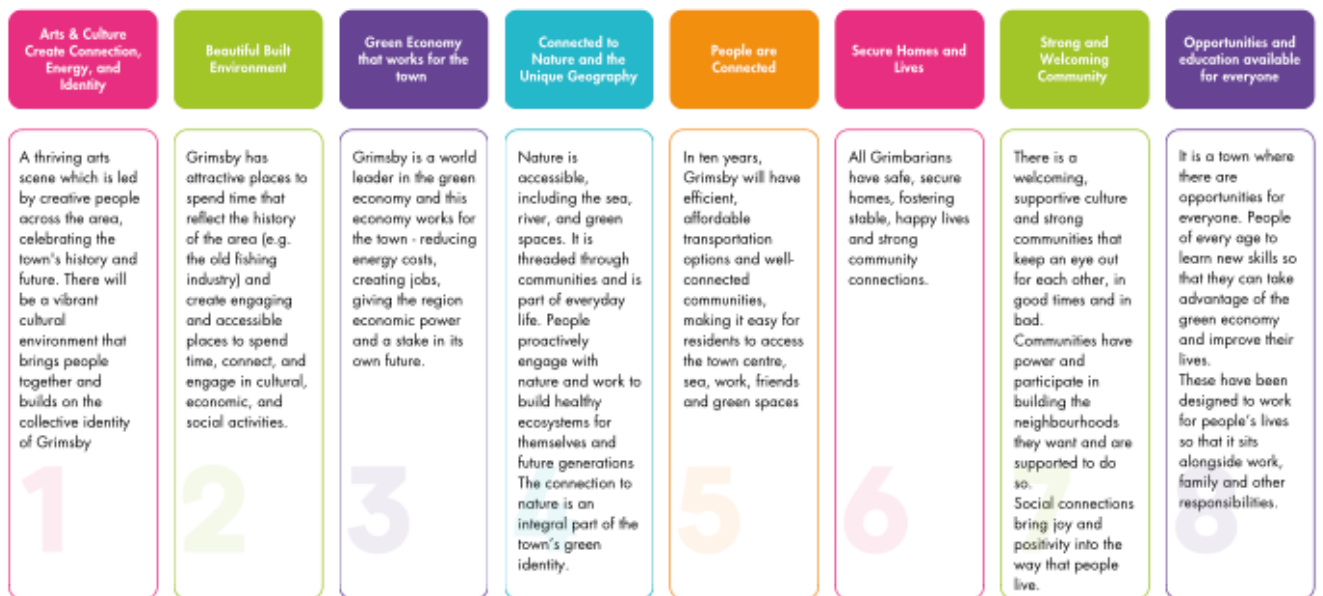 Arts & Culture
Create Connection,
Energy, and
Identity
Beautiful Built
Environment
Green Economy
that works for the
town
Connected to
Nature and the
Unique Geography
People are
Connected
Secure Homes and
Lives
Strong and
Welcoming
Community
Opportunities and
education available
for everyone
A thriving arts
scene which is led
by creative people
across the area,
celebrating the
town's history and
future. There will
be a vibrant
cultural
environment that
brings people
together and
builds on the
collective identity
of Grimsby
1
Grimsby has
attractive places to
spend time that
reflect the history
of the area (e.g.
the old fishing
industry) and
create engaging
and accessible
places to spend
time, connect, and
engage in cultural,
economic, and
social activities.
2
Grimsby is a world
leader in the green
economy and this
economy works for
the town - reducing
energy costs,
creating jobs,
giving the region
economic power
and a stake in its
own future.
3
Nature is
accessible,
including the sea,
river, and green
spaces. It is
threaded through
communities and is
part of everyday
life. People
proactively
engage with
nature and work to
build healthy
ecosystems for
themselves and
future generations
The connection to
nature is an
integral part of the
town's green
identity.
4
In ten years,
Grimsby will have
efficient,
affordable
transportation
options and well-
connected
communities,
making it easy for
residents to access
the town centre,
sea, work, friends
and green spaces
5
All Grimbarians
have safe, secure
homes, fostering
stable, happy lives
and strong
community
connections.
6
There is a
welcoming,
supportive culture
and strong
communities that
keep an eye out
for each other, in
good times and in
bad.
Communities have
power and
participate in
building the
neighbourhoods
they want and are
supported to do
so.
Social connections
bring joy and
positivity into the
way that people
live.
7
It is a town where
there are
opportunities for
everyone. People
of every age to
learn new skills so
that they can take
advantage of the
green economy
and improve their
lives.
These have been
designed to work
for people's lives
so that it sits
alongside work,
family and other
responsibilities.
8